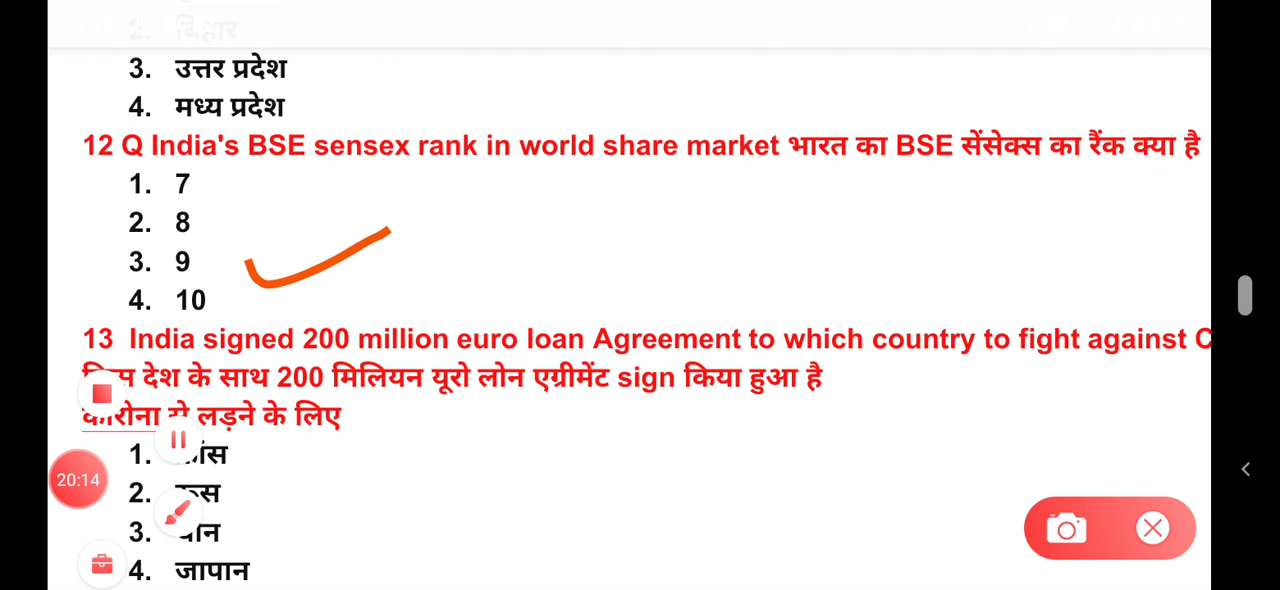 2. बिहार
3. उत्तर प्रदेश
4. मध्य प्रदेश
12 Q India's BSE sensex rank in world share market भारत का BSE सेंसेक्स का रैंक क्या है
1. 7
2. 8
3. 9
4. 10
13 India signed 200 million euro loan Agreement to which country to fight against C
देश के साथ 200 मिलियन यूरो लोन एग्रीमेंट sign किया हुआ है
लड़ने के लिए
1.
20:14
2.
3.
4. जापान